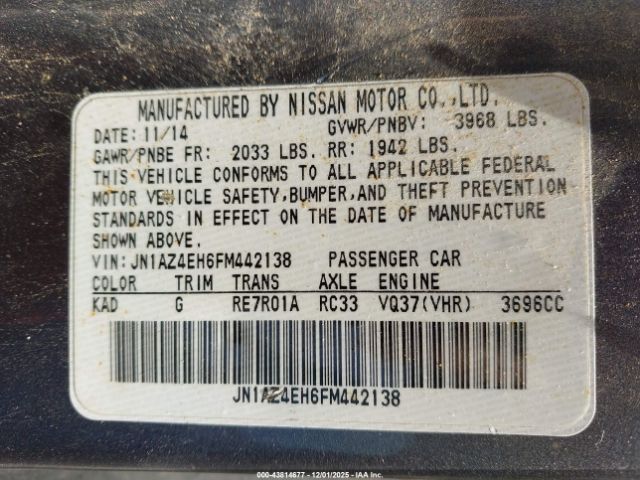 MANUFACTURED BY NISSAN MOTOR CO.,LTD.
DATE: 11/14 GVWR/PNBV: 3968 LBS.
GAWR/PNBE FR: 2033 LBS. RR: 1942 LBS.
THIS VEHICLE CONFORMS TO ALL APPLICABLE FEDERAL
MOTOR VEHICLE SAFETY,BUMPER,AND THEFT PREVENTION
STANDARDS IN EFFECT ON THE DATE OF MANUFACTURE
SHOWN ABOVE.
VIN: JN1AZ4EH6FM442138 PASSENGER CAR
COLOR TRIM TRANS AXLE ENGINE
KAD G RE7R01A RC33 VQ37(VHR) 3696CC
JN1AZ4EH6FM442138
000-43814677 - 12/01/2025 - IAA Inc.